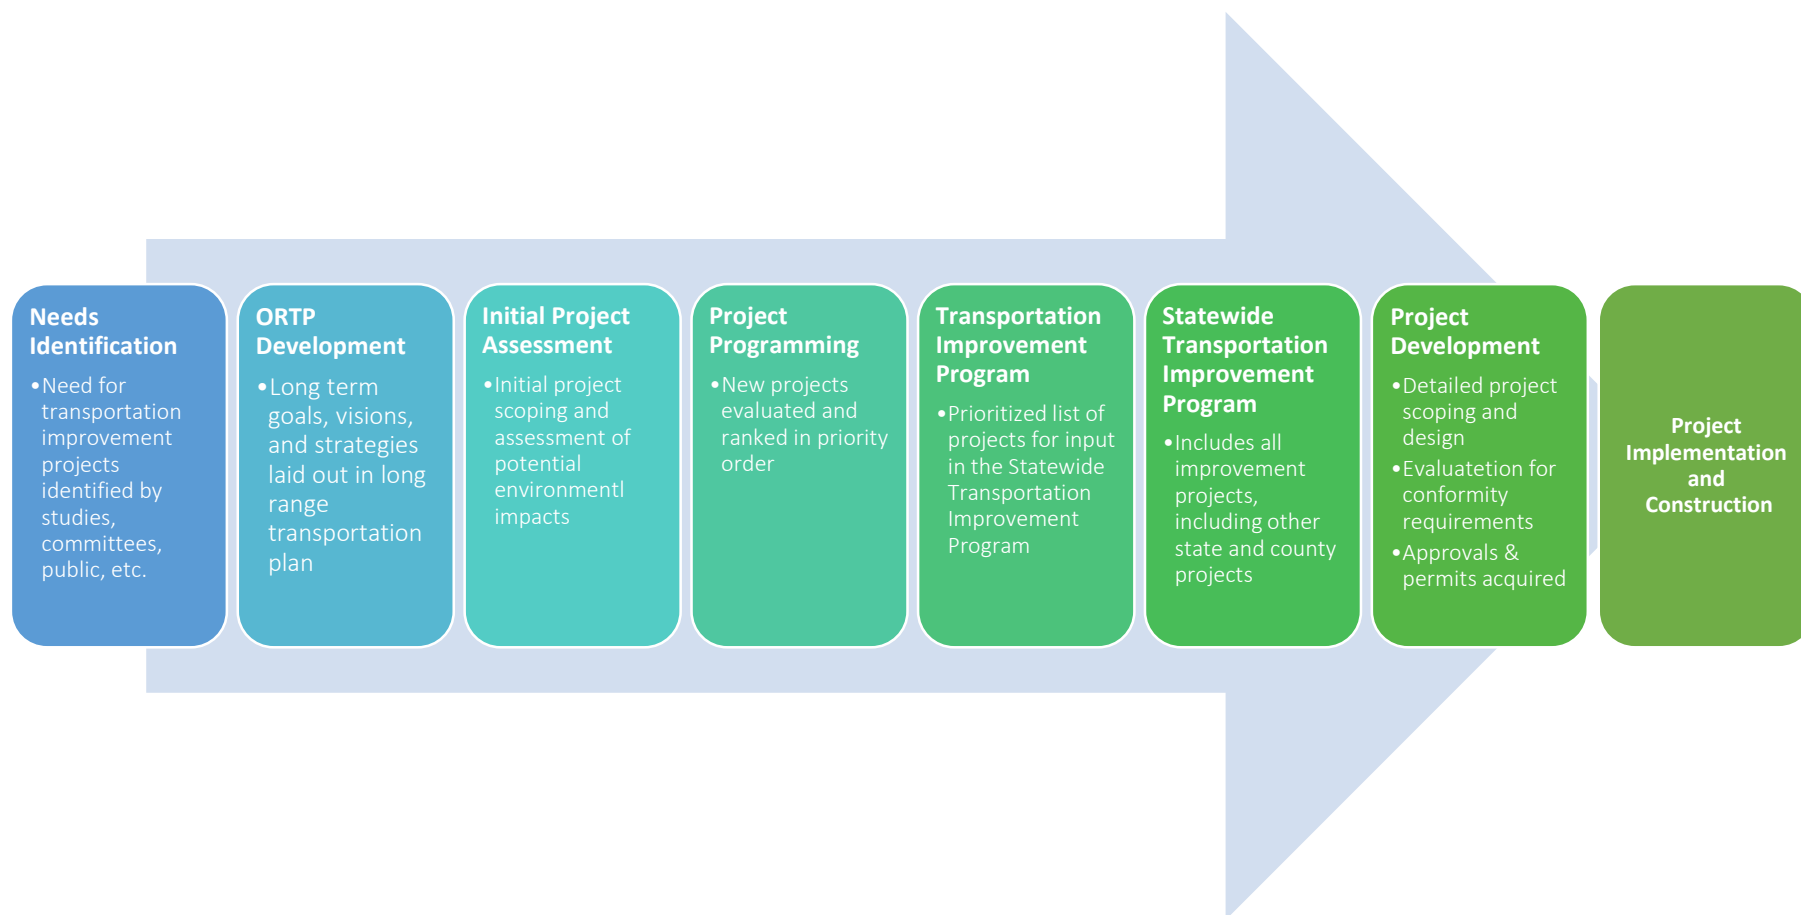 Needs
Identification
•Need for
transportation
improvement
projects
identified by
studies,
committees,
public, etc.
ORTP
Development
•Long term
goals, visions,
and strategies
laid out in long
range
transportation
plan
Initial Project
Assessment
•Initial project
scoping and
assessment of
potential
environmentl
impacts
Project
Programming
•New projects
evaluated and
ranked in priority
order
Transportation
Improvement
Program
•Prioritized list of
projects for input
in the Statewide
Transportation
Improvement
Program
Statewide
Transportation
Improvement
Program
•Includes all
improvement
projects,
including other
state and county
projects
Project
Development
•Detailed project
scoping and
design
•Evaluatetion for
conformity
requirements
•Approvals &
permits acquired
Project
Implementation
and
Construction